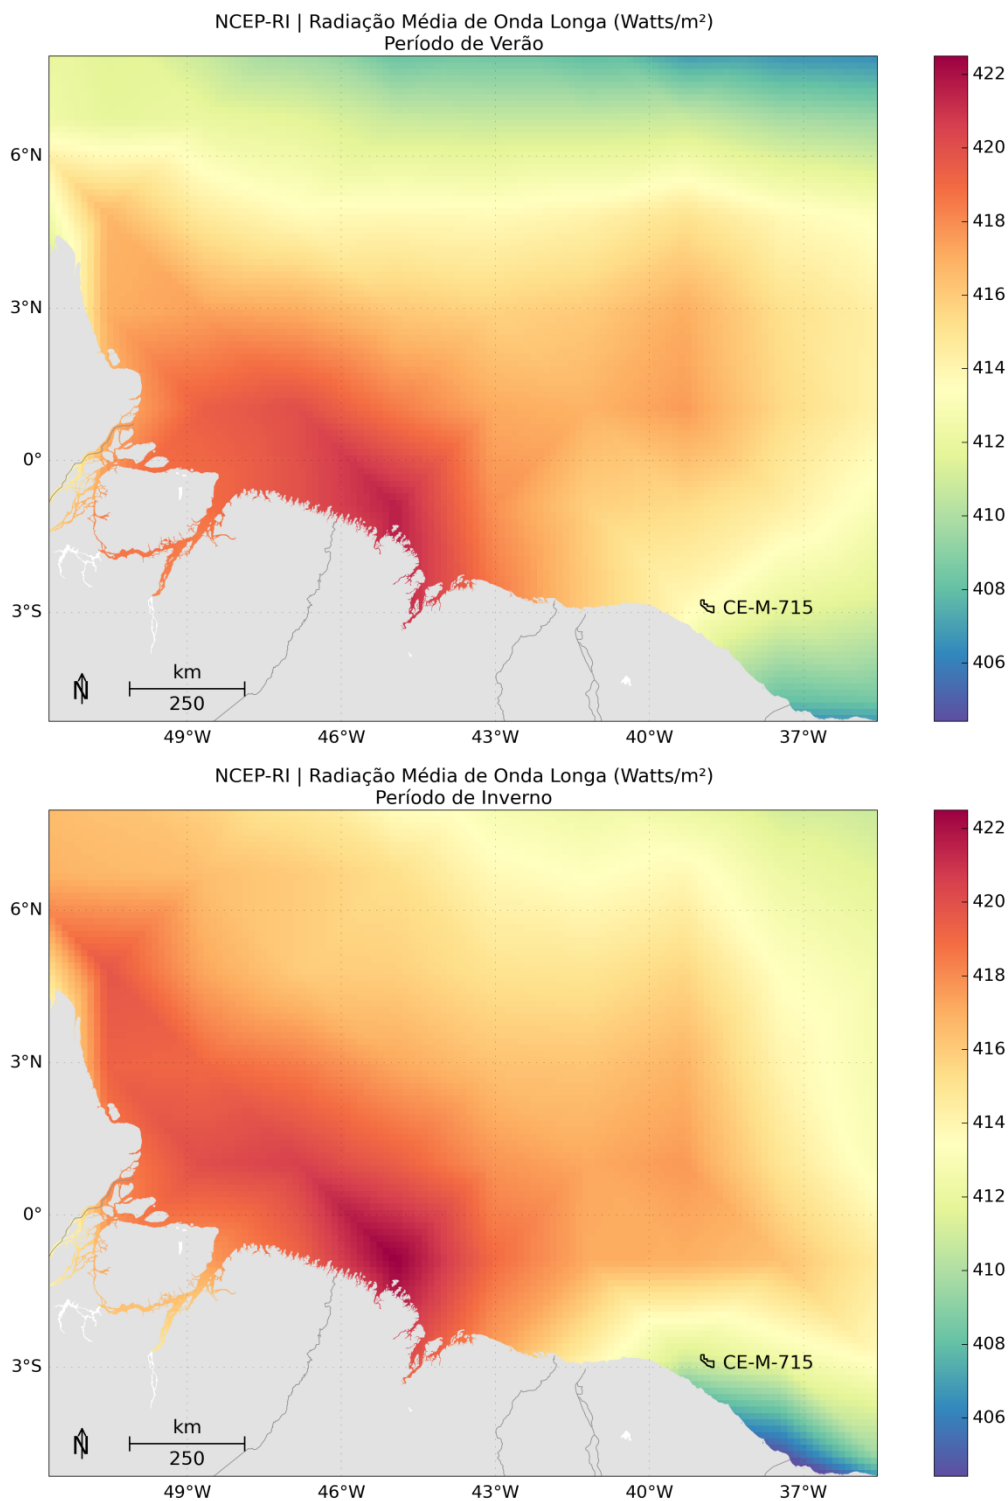 NCEP-RI | Radiação Média de Onda Longa (Watts/m²)
Período de Verão
6°N
3°N
0°
3°S
CE-M-715
N
km
250
49°W
46°W
43°W
40°W
37°W
422
420
418
416
414
412
410
408
406
NCEP-RI | Radiação Média de Onda Longa (Watts/m²)
Período de Inverno
6°N
3°N
0°
3°S
CE-M-715
N
km
250
49°W
46°W
43°W
40°W
37°W
422
420
418
416
414
412
410
408
406